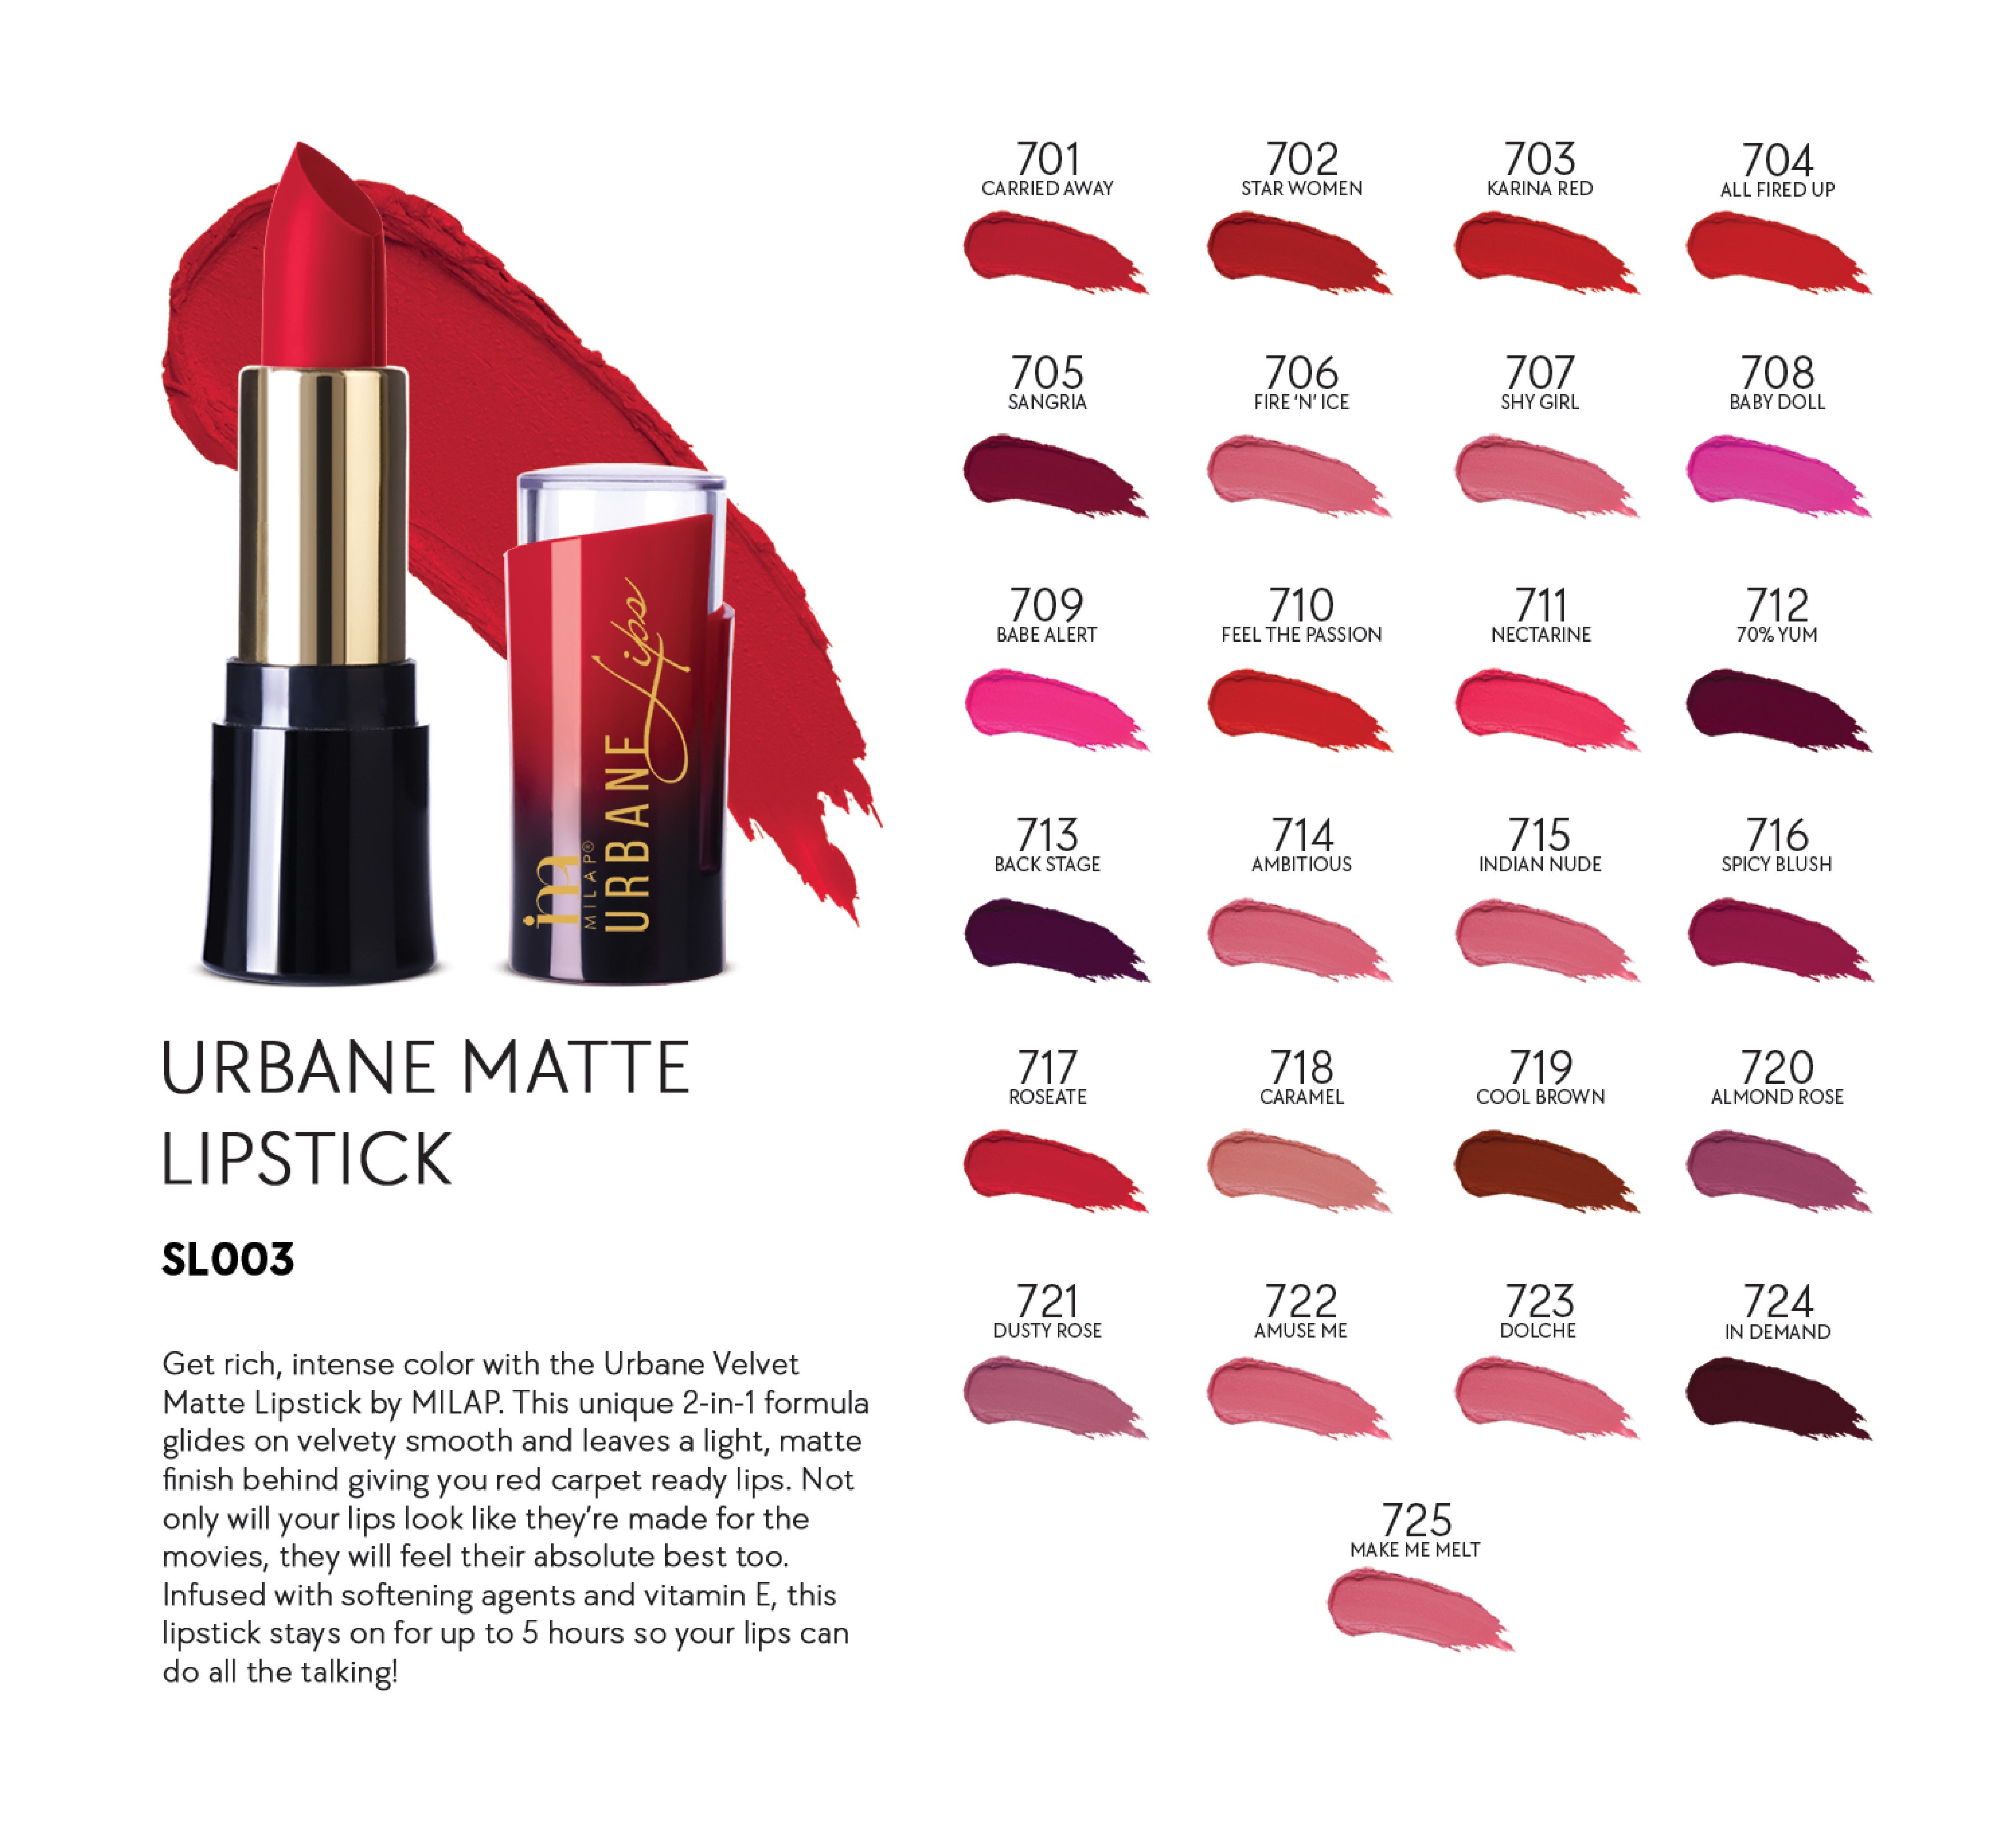 701
CARRIED AWAY
702
STAR WOMEN
703
KARINA RED
704
ALL FIRED UP
705
SANGRIA
706
FIRE 'N' ICE
707
SHY GIRL
708
BABY DOLL
709
BABE ALERT
710
FEEL THE PASSION
711
NECTARINE
712
70% YUM
713
BACK STAGE
714
AMBITIOUS
715
INDIAN NUDE
716
SPICY BLUSH
717
ROSEATE
718
CARAMEL
719
COOL BROWN
720
ALMOND ROSE
721
DUSTY ROSE
722
AMUSE ME
723
DOLCHE
724
IN DEMAND
725
MAKE ME MELT
im
MILAP®
URBANE Lips
URBANE MATTE
LIPSTICK
SL003
Get rich, intense color with the Urbane Velvet
Matte Lipstick by MILAP. This unique 2-in-1 formula
glides on velvety smooth and leaves a light, matte
finish behind giving you red carpet ready lips. Not
only will your lips look like they're made for the
movies, they will feel their absolute best too.
Infused with softening agents and vitamin E, this
lipstick stays on for up to 5 hours so your lips can
do all the talking!